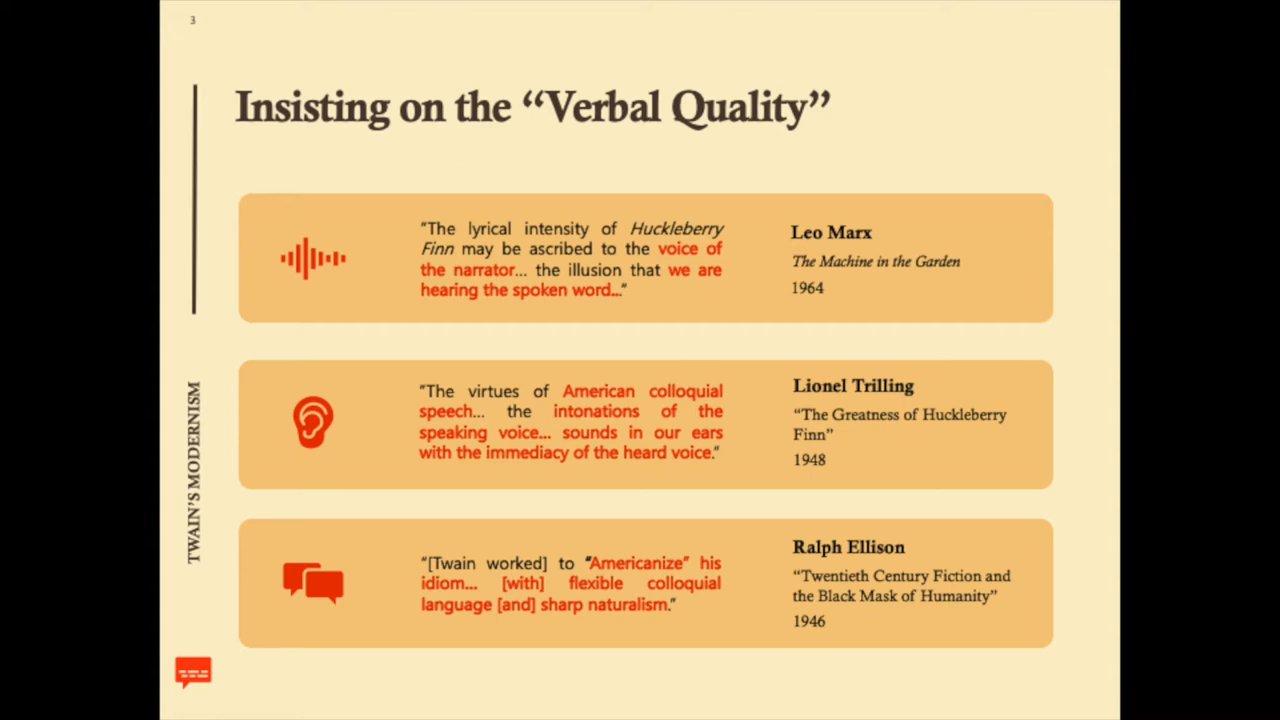 3
Insisting on the “Verbal Quality”
“The lyrical intensity of Huckleberry
Finn may be ascribed to the voice of
the narrator... the illusion that we are
hearing the spoken word...”
Leo Marx
The Machine in the Garden
1964
“The virtues of American colloquial
speech... the intonations of the
speaking voice... sounds in our ears
with the immediacy of the heard voice.”
Lionel Trilling
“The Greatness of Huckleberry
Finn”
1948
“[Twain worked] to “Americanize” his
idiom... [with] flexible colloquial
language [and] sharp naturalism.”
Ralph Ellison
“Twentieth Century Fiction and
the Black Mask of Humanity”
1946
TWAIN’S MODERNISM